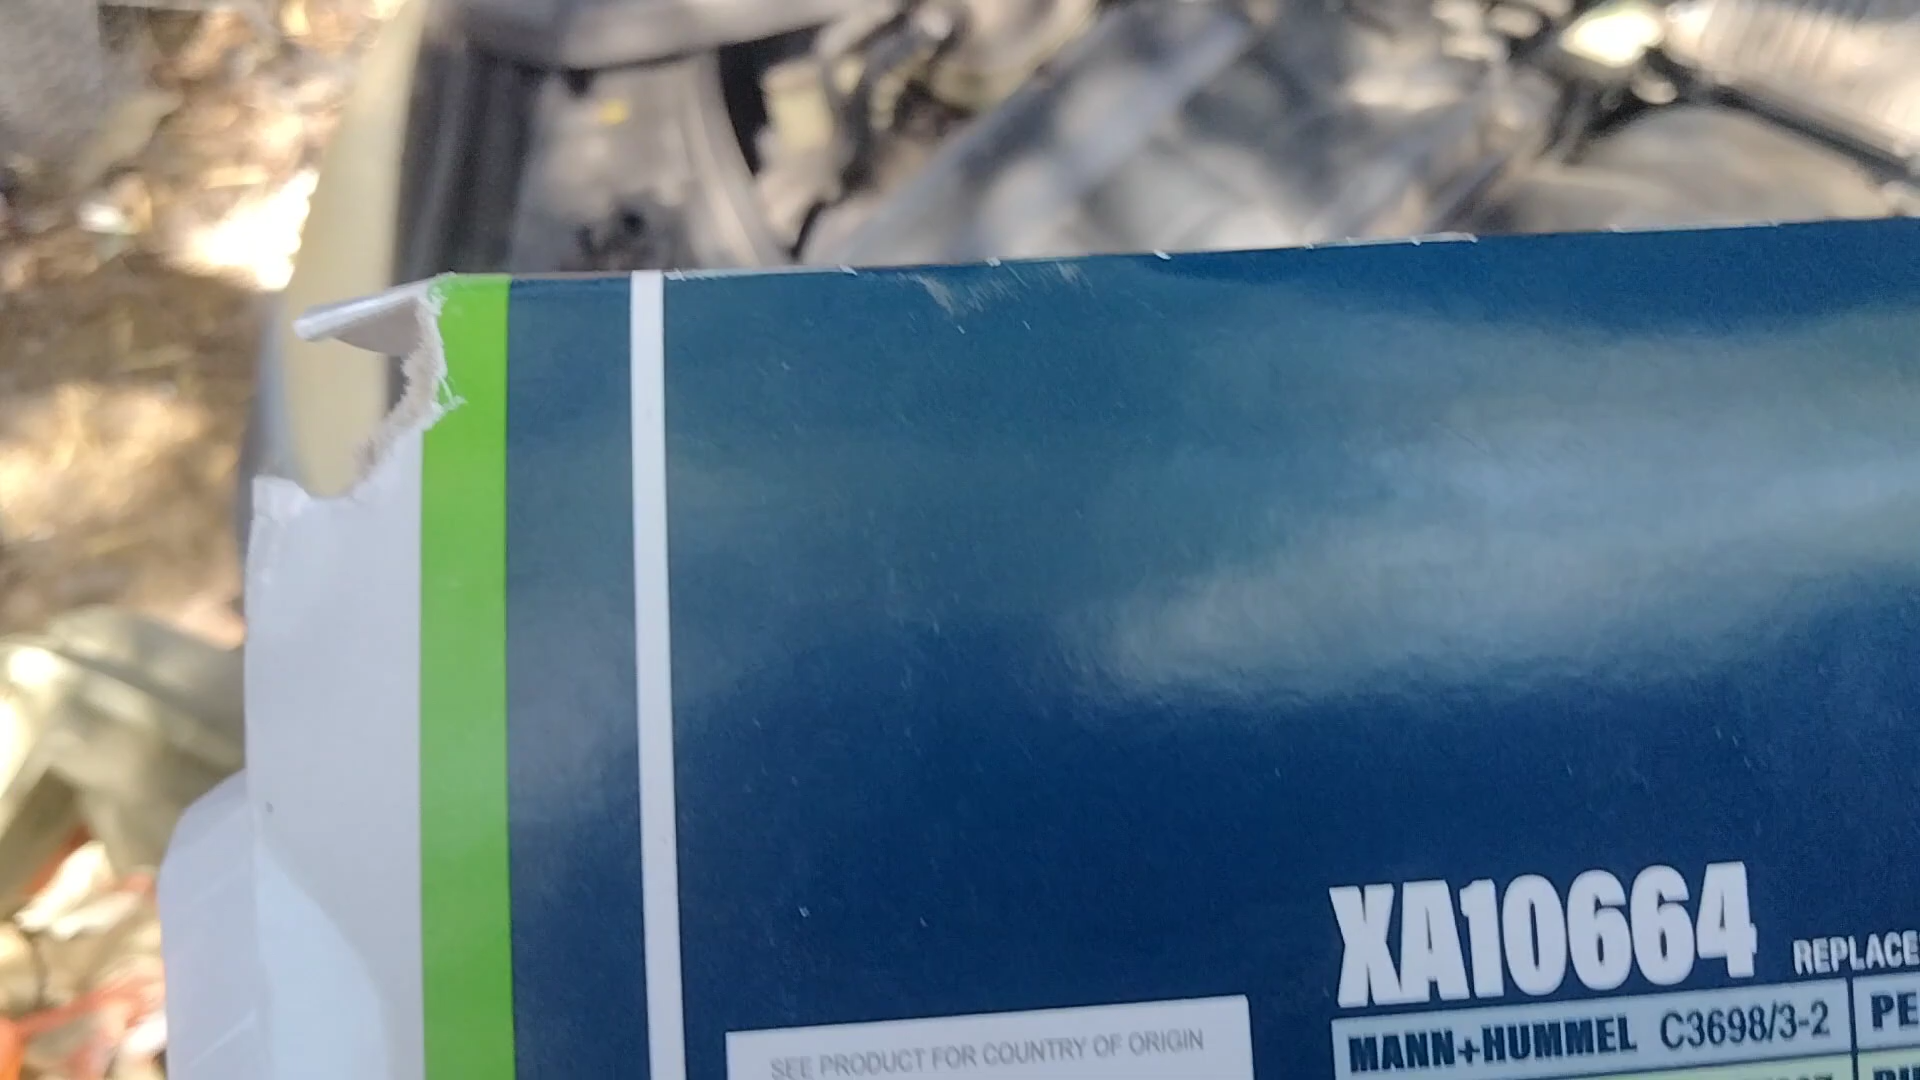 XA10664
REPLACE
MANN+HUMMEL C3698/3-2
PE
SEE PRODUCT FOR COUNTRY OF ORIGIN